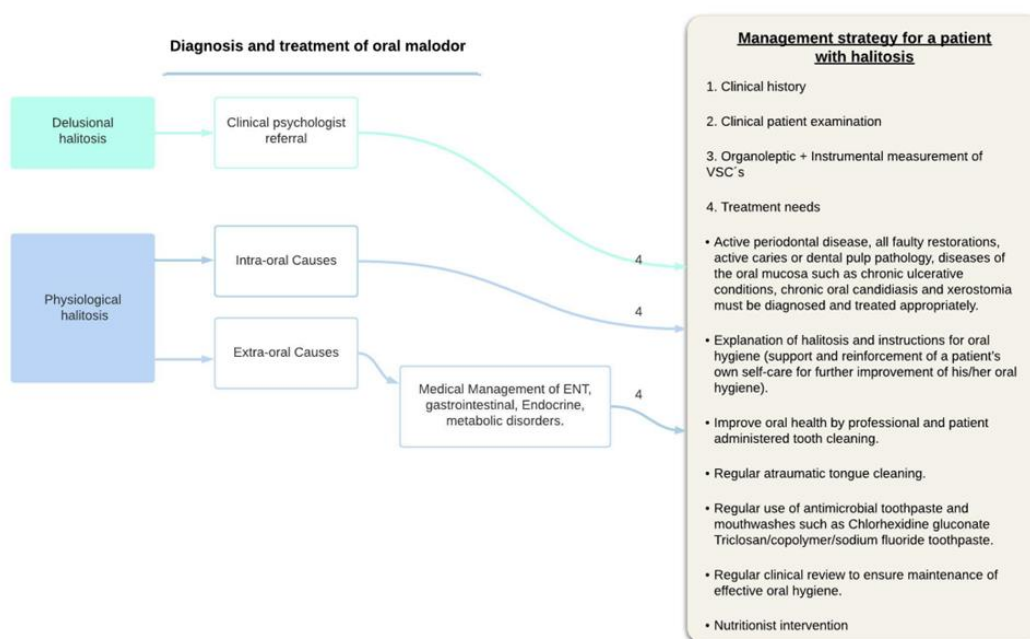 Diagnosis and treatment of oral malodor
Delusional
halitosis
Clinical psychologist
referral
Physiological
halitosis
Intra-oral Causes
Extra-oral Causes
Medical Management of ENT,
gastrointestinal, Endocrine,
metabolic disorders.
4
4
4
Management strategy for a patient
with halitosis
1. Clinical history
2. Clinical patient examination
3. Organoleptic + Instrumental measurement of
VSC´s
4. Treatment needs
• Active periodontal disease, all faulty restorations,
active caries or dental pulp pathology, diseases of
the oral mucosa such as chronic ulcerative
conditions, chronic oral candidiasis and xerostomia
must be diagnosed and treated appropriately.
• Explanation of halitosis and instructions for oral
hygiene (support and reinforcement of a patient's
own self-care for further improvement of his/her oral
hygiene).
• Improve oral health by professional and patient
administered tooth cleaning.
• Regular atraumatic tongue cleaning.
• Regular use of antimicrobial toothpaste and
mouthwashes such as Chlorhexidine gluconate
Triclosan/copolymer/sodium fluoride toothpaste.
• Regular clinical review to ensure maintenance of
effective oral hygiene.
• Nutritionist intervention